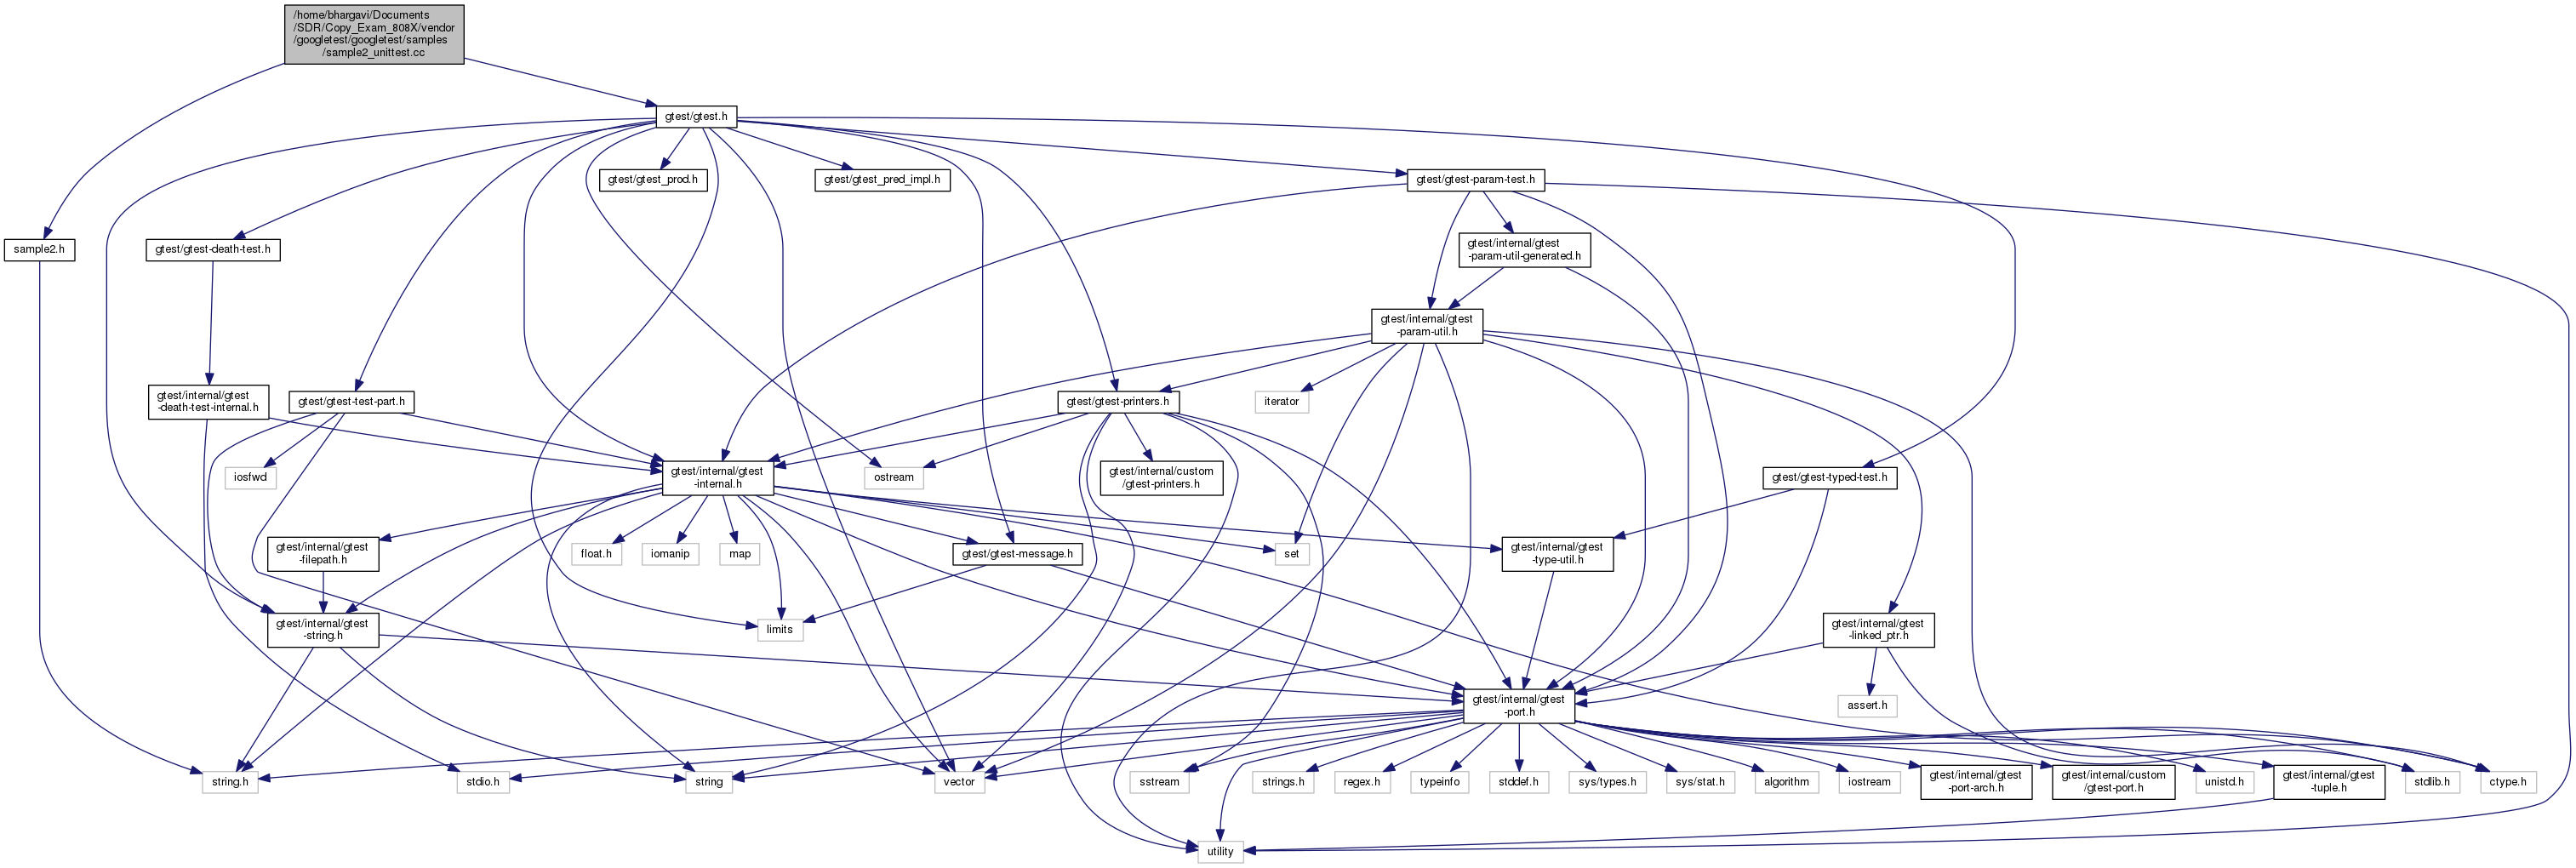 /home/bhargavi/Documents
/SDR/Copy_Exam_808X/vendor
/googletest/googletest/samples
/sample2_unittest.cc
gtest/gtest.h
gtest/gtest_prod.h
gtest/gtest_pred_impl.h
gtest/gtest-param-test.h
sample2.h
gtest/gtest-death-test.h
gtest/internal/gtest
-param-util-generated.h
gtest/internal/gtest
-param-util.h
gtest/internal/gtest
-death-test-internal.h
gtest/gtest-test-part.h
gtest/gtest-printers.h
iterator
iosfwd
gtest/internal/gtest
-internal.h
ostream
gtest/internal/custom
/gtest-printers.h
gtest/gtest-typed-test.h
gtest/internal/gtest
-filepath.h
float.h
iomanip
map
gtest/gtest-message.h
set
gtest/internal/gtest
-type-util.h
gtest/internal/gtest
-string.h
limits
gtest/internal/gtest
-linked_ptr.h
gtest/internal/gtest
-port.h
assert.h
string.h
stdio.h
string
vector
sstream
strings.h
regex.h
typeinfo
stddef.h
sys/types.h
sys/stat.h
algorithm
iostream
gtest/internal/gtest
-port-arch.h
gtest/internal/custom
/gtest-port.h
unistd.h
gtest/internal/gtest
-tuple.h
stdlib.h
ctype.h
utility